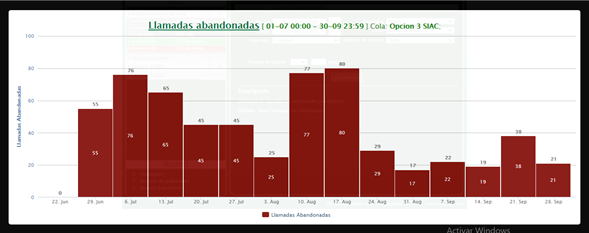 Llamadas abandonadas [ 01-07 00:00 - 30-09 23:59 ] Cola: Opcion 3 SIAC;
Llamadas Abandonadas
100
80
60
40
20
0
0
55
76
65
45
45
25
77
80
29
17
22
19
38
21
55
76
65
45
45
25
77
80
29
17
22
19
38
21
22. Jun
29. Jun
6. Jul
13. Jul
20. Jul
27. Jul
3. Aug
10. Aug
17. Aug
24. Aug
31. Aug
7. Sep
14. Sep
21. Sep
28. Sep
Llamadas Abandonadas
Activar Windows